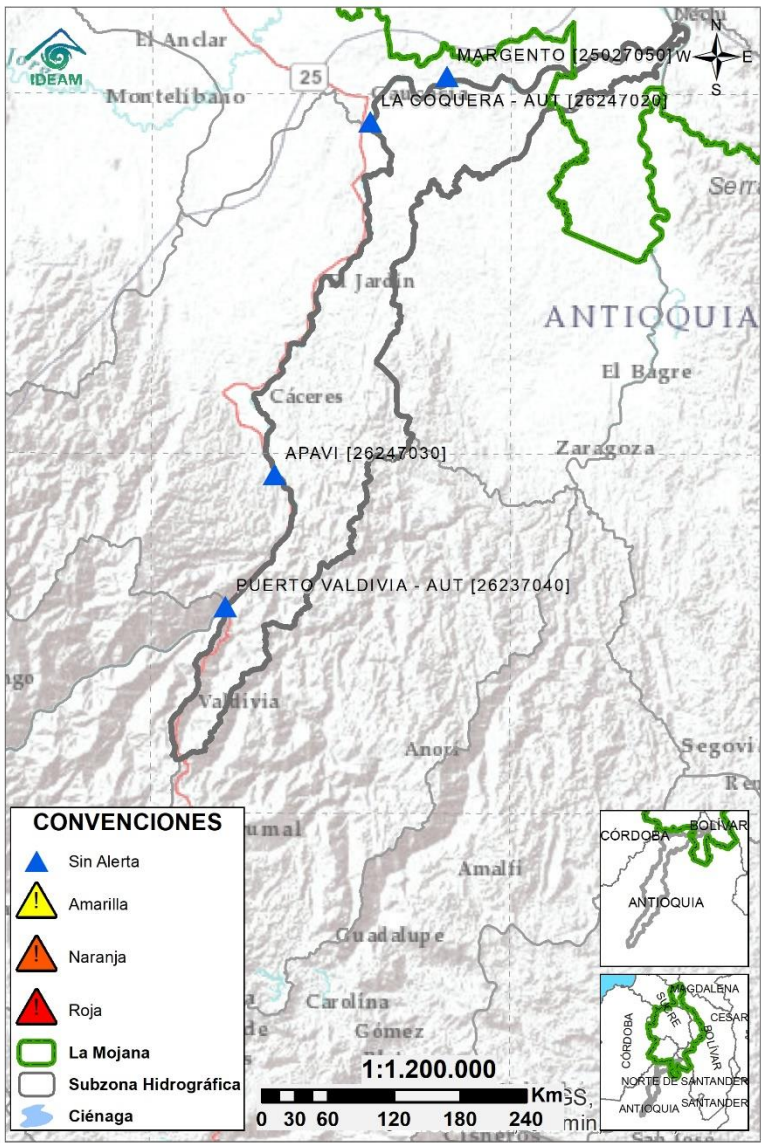 IDEAM
El Anclar
Nechí
N
W E
S
MARGENTO [25027050]
25
Montelíbano
LA COQUERA - AUT [26247020]
El Jardín
ANTIOQUIA
El Bagre
Cáceres
Zaragoza
APAVI [26247030]
PUERTO VALDIVIA - AUT [26237040]
Valdivia
Anorí
Amalfi
Guadalupe
Carolina
Gómez
CONVENCIONES
Sin Alerta
Amarilla
Naranja
Roja
La Mojana
Subzona Hidrográfica
Ciénaga
1:1.200.000
Km
0 30 60 120 180 240
CÓRDOBA
BOLÍVAR
ANTIOQUIA
MAGDALENA
SUCRE
CESAR
CÓRDOBA
BOLÍVAR
NORTE DE SANTANDER
ANTIOQUIA
SANTANDER